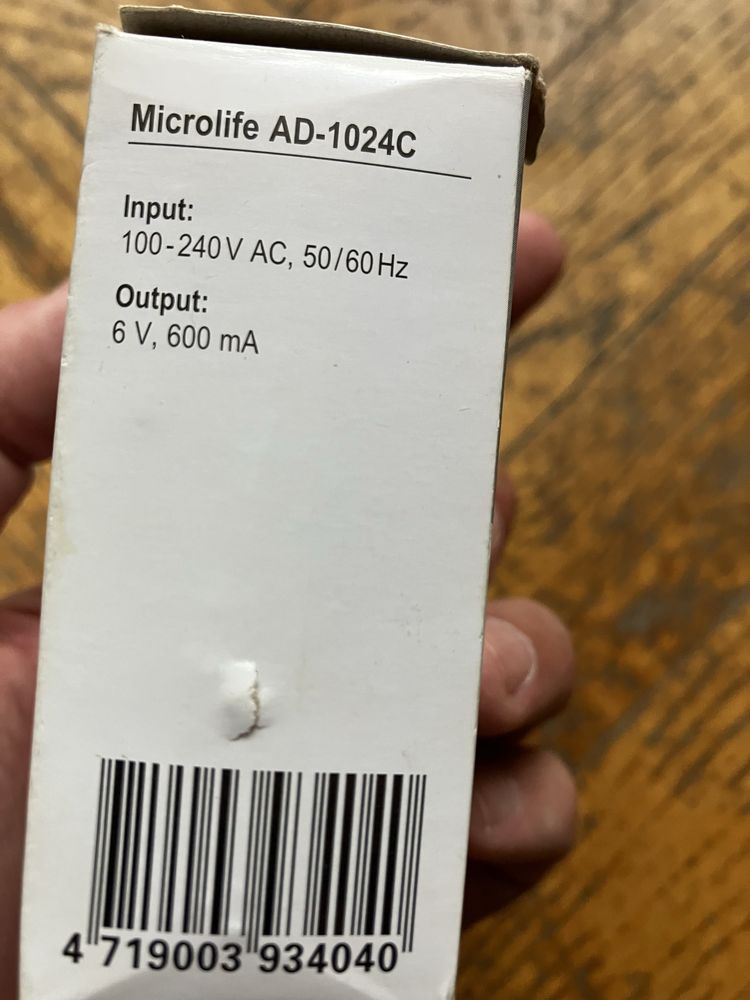 Microlife AD-1024C
Input:
100-240V AC, 50/60Hz
Output:
6 V, 600 mA
4 719003 934040